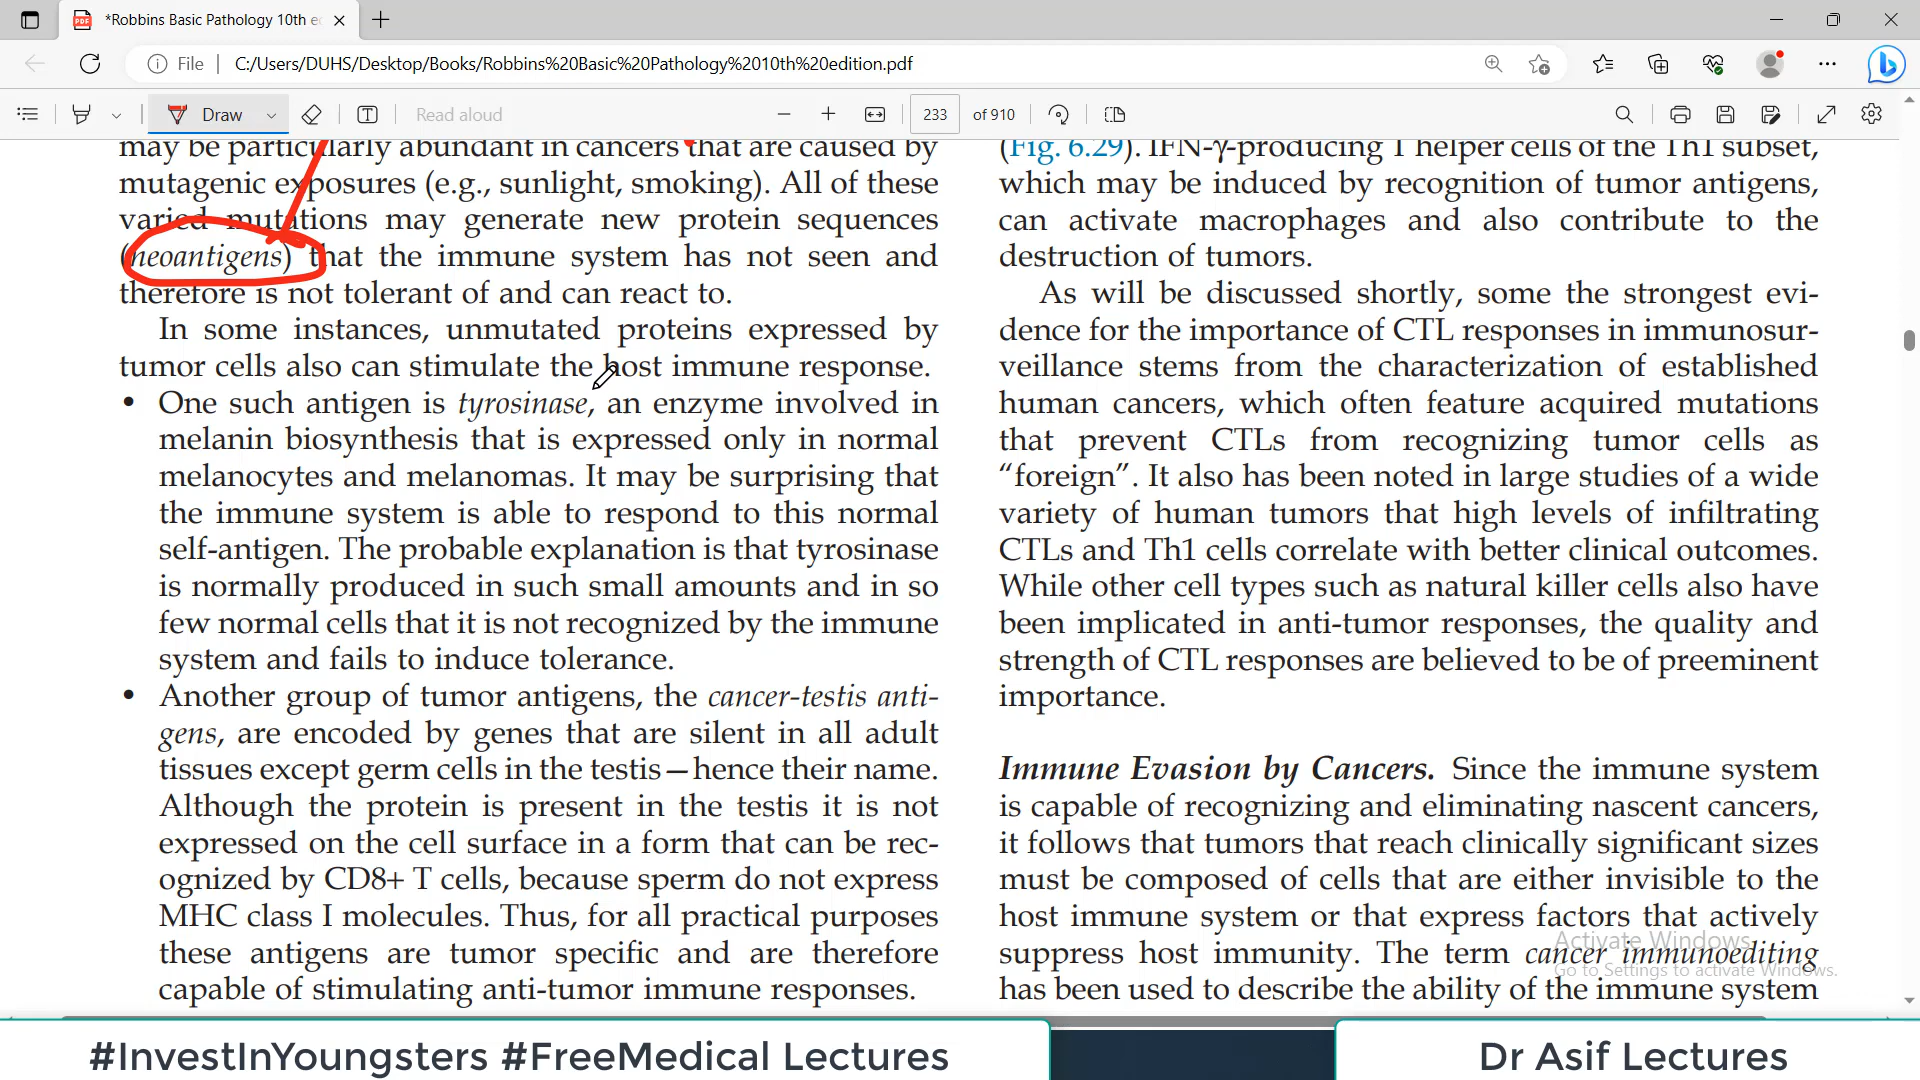 *Robbins Basic Pathology 10th e
File
C:/Users/DUHS/Desktop/Books/Robbins%20Basic%20Pathology%2010th%20edition.pdf
Draw
Read aloud
233 of 910
may be particularly abundant in cancers that are caused by
mutagenic exposures (e.g., sunlight, smoking). All of these
varied mutations may generate new protein sequences
(neoantigens) that the immune system has not seen and
therefore is not tolerant of and can react to.
In some instances, unmutated proteins expressed by
tumor cells also can stimulate the host immune response.
• One such antigen is tyrosinase, an enzyme involved in
melanin biosynthesis that is expressed only in normal
melanocytes and melanomas. It may be surprising that
the immune system is able to respond to this normal
self-antigen. The probable explanation is that tyrosinase
is normally produced in such small amounts and in so
few normal cells that it is not recognized by the immune
system and fails to induce tolerance.
• Another group of tumor antigens, the cancer-testis anti-
gens, are encoded by genes that are silent in all adult
tissues except germ cells in the testis—hence their name.
Although the protein is present in the testis it is not
expressed on the cell surface in a form that can be rec-
ognized by CD8+ T cells, because sperm do not express
MHC class I molecules. Thus, for all practical purposes
these antigens are tumor specific and are therefore
capable of stimulating anti-tumor immune responses.
(Fig. 6.29). IFN-γ-producing T helper cells of the Th1 subset,
which may be induced by recognition of tumor antigens,
can activate macrophages and also contribute to the
destruction of tumors.
As will be discussed shortly, some the strongest evi-
dence for the importance of CTL responses in immunosur-
veillance stems from the characterization of established
human cancers, which often feature acquired mutations
that prevent CTLs from recognizing tumor cells as
“foreign”. It also has been noted in large studies of a wide
variety of human tumors that high levels of infiltrating
CTLs and Th1 cells correlate with better clinical outcomes.
While other cell types such as natural killer cells also have
been implicated in anti-tumor responses, the quality and
strength of CTL responses are believed to be of preeminent
importance.
Immune Evasion by Cancers. Since the immune system
is capable of recognizing and eliminating nascent cancers,
it follows that tumors that reach clinically significant sizes
must be composed of cells that are either invisible to the
host immune system or that express factors that actively
suppress host immunity. The term cancer immunoediting
has been used to describe the ability of the immune system
Activate Windows
Go to Settings to activate Windows.
#InvestInYoungsters #FreeMedical Lectures
Dr Asif Lectures